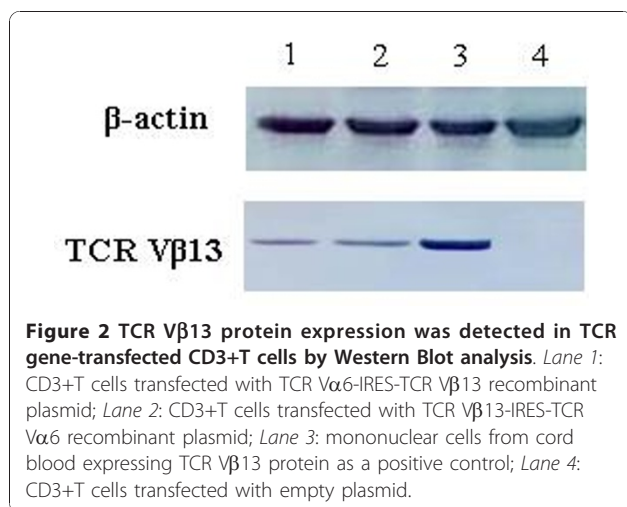 1 2 3 4
β-actin
TCR Vβ13
Figure 2 TCR Vβ13 protein expression was detected in TCR
gene-transfected CD3+T cells by Western Blot analysis. Lane 1:
CD3+T cells transfected with TCR Vα6-IRES-TCR Vβ13 recombinant
plasmid; Lane 2: CD3+T cells transfected with TCR Vβ13-IRES-TCR
Vα6 recombinant plasmid; Lane 3: mononuclear cells from cord
blood expressing TCR Vβ13 protein as a positive control; Lane 4:
CD3+T cells transfected with empty plasmid.